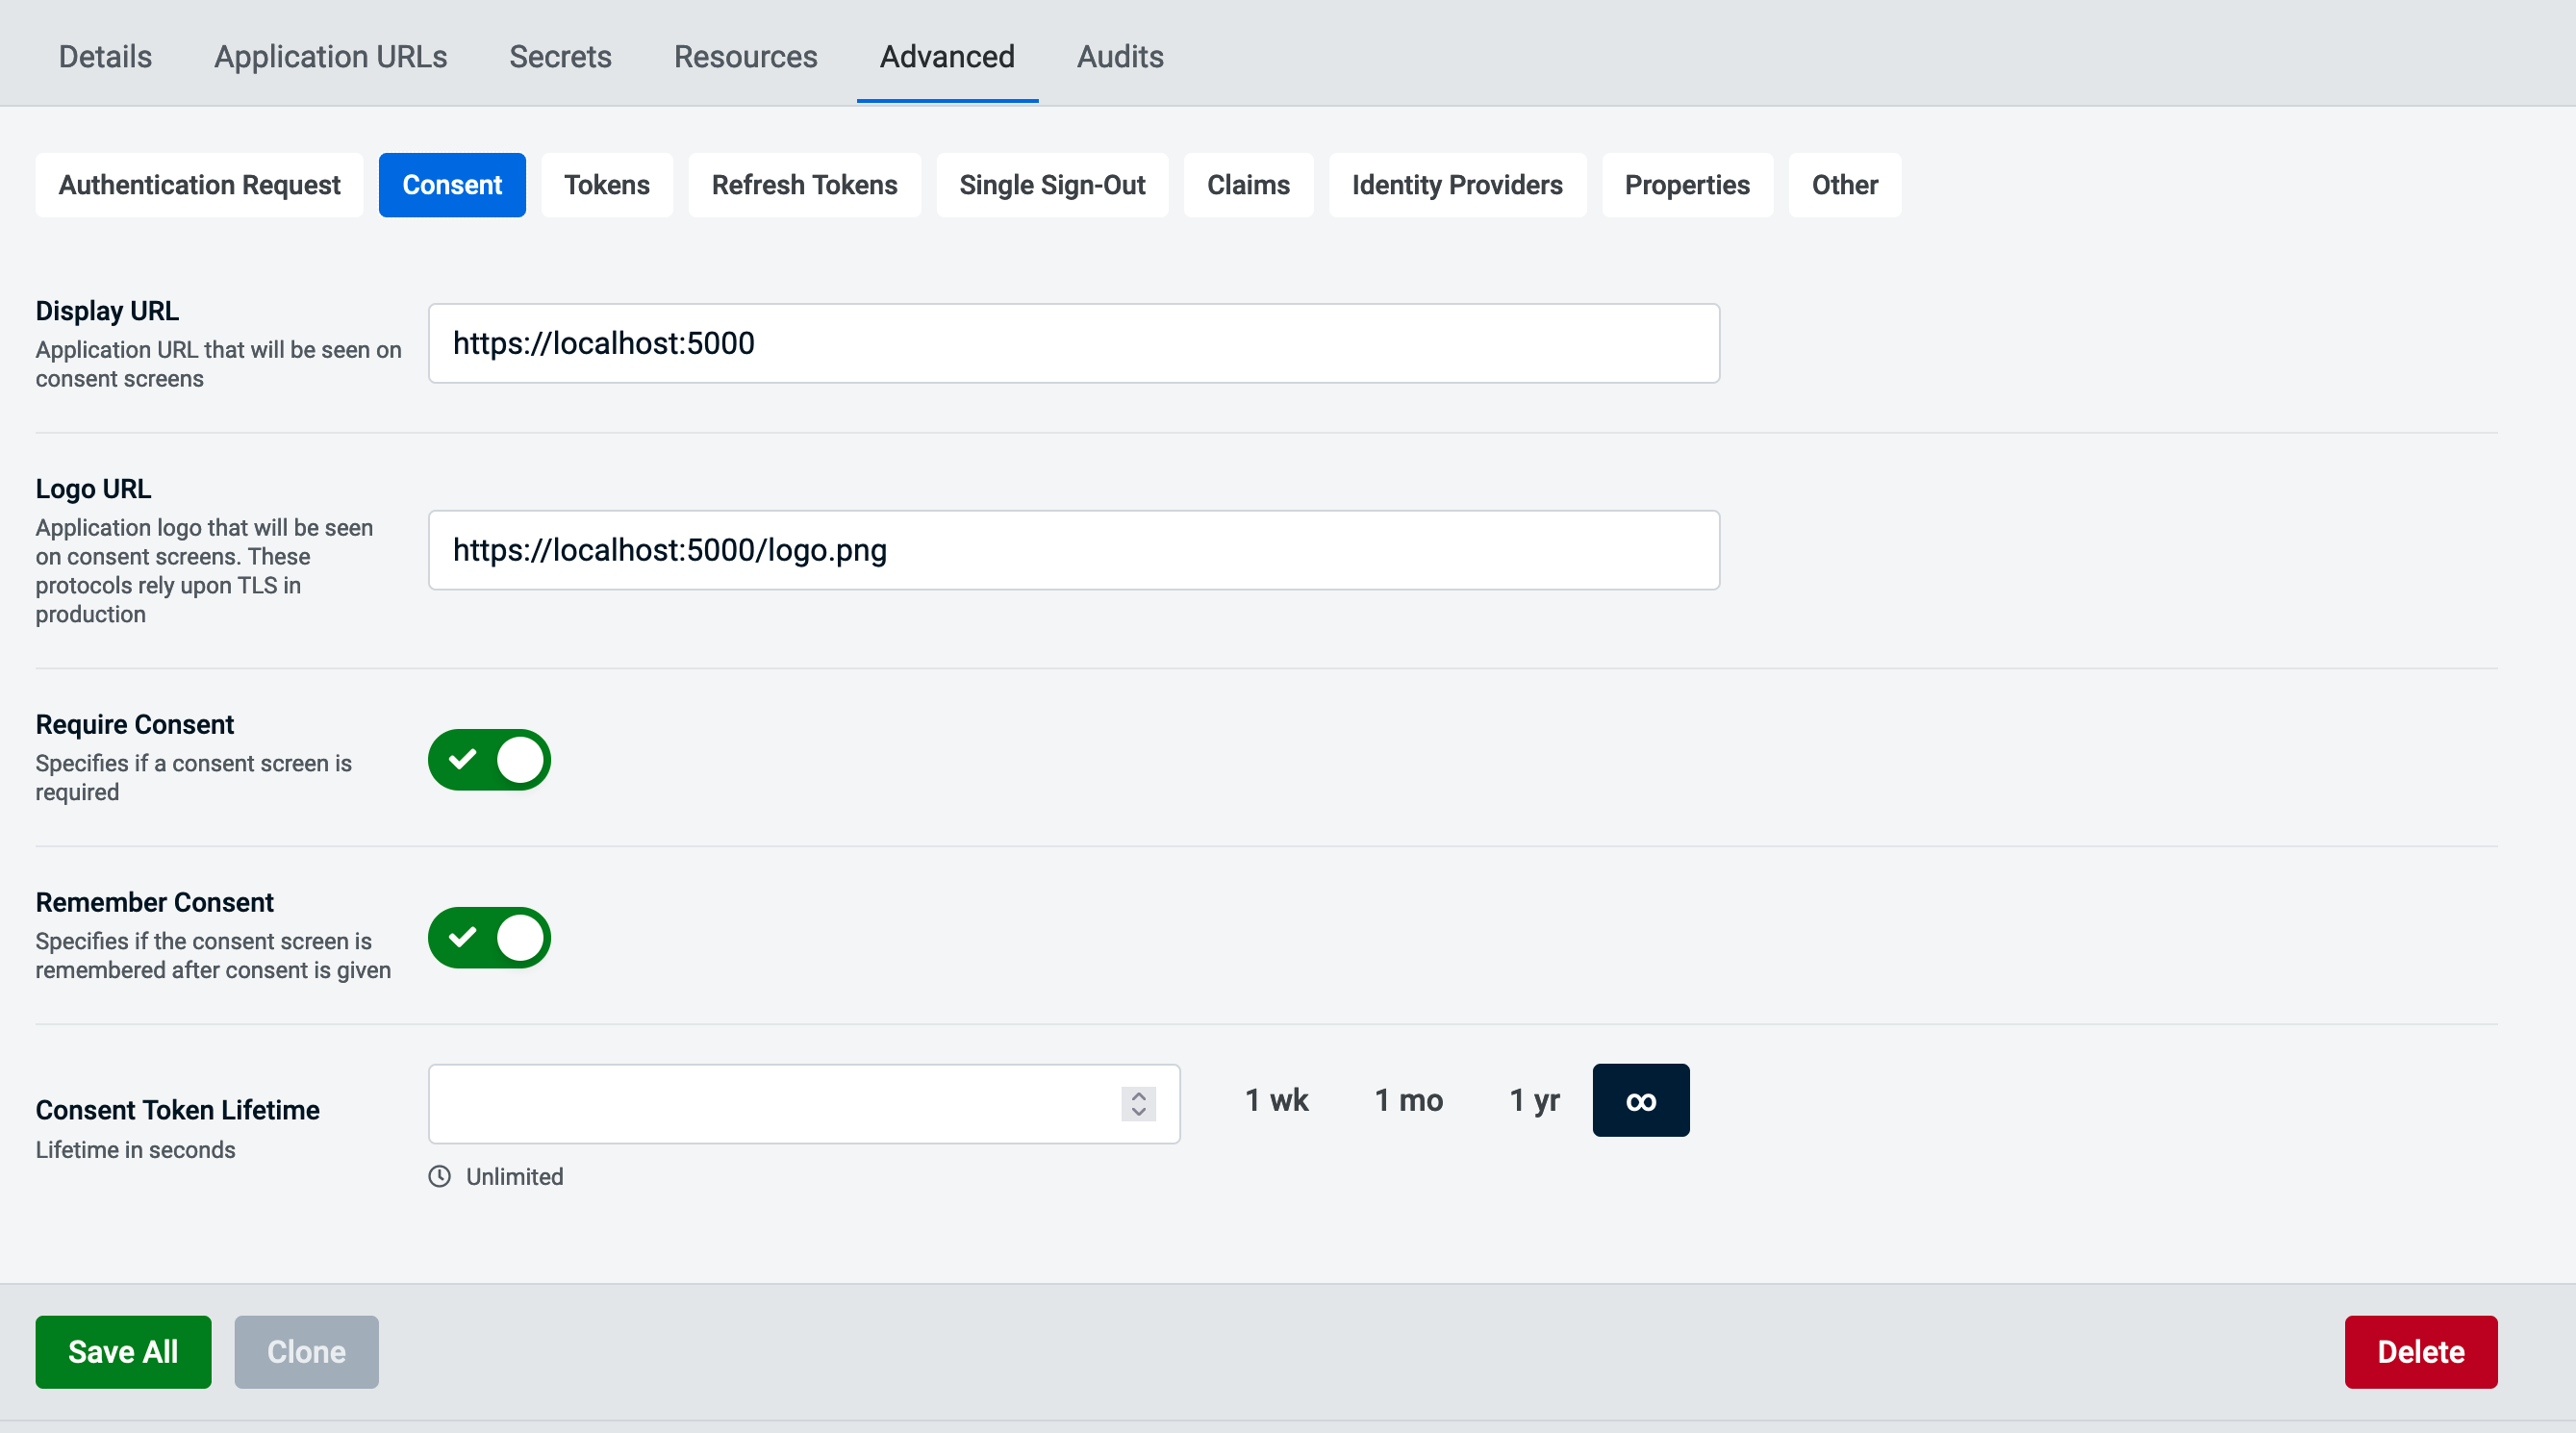 Details Application URLs Secrets Resources Advanced Audits
Authentication Request Consent Tokens Refresh Tokens Single Sign-Out Claims Identity Providers Properties Other
Display URL
Application URL that will be seen on
consent screens
https://localhost:5000
Logo URL
Application logo that will be seen
on consent screens. These
protocols rely upon TLS in
production
https://localhost:5000/logo.png
Require Consent
Specifies if a consent screen is
required
Remember Consent
Specifies if the consent screen is
remembered after consent is given
Consent Token Lifetime
Lifetime in seconds
1 wk 1 mo 1 yr ∞
Unlimited
Save All Clone Delete